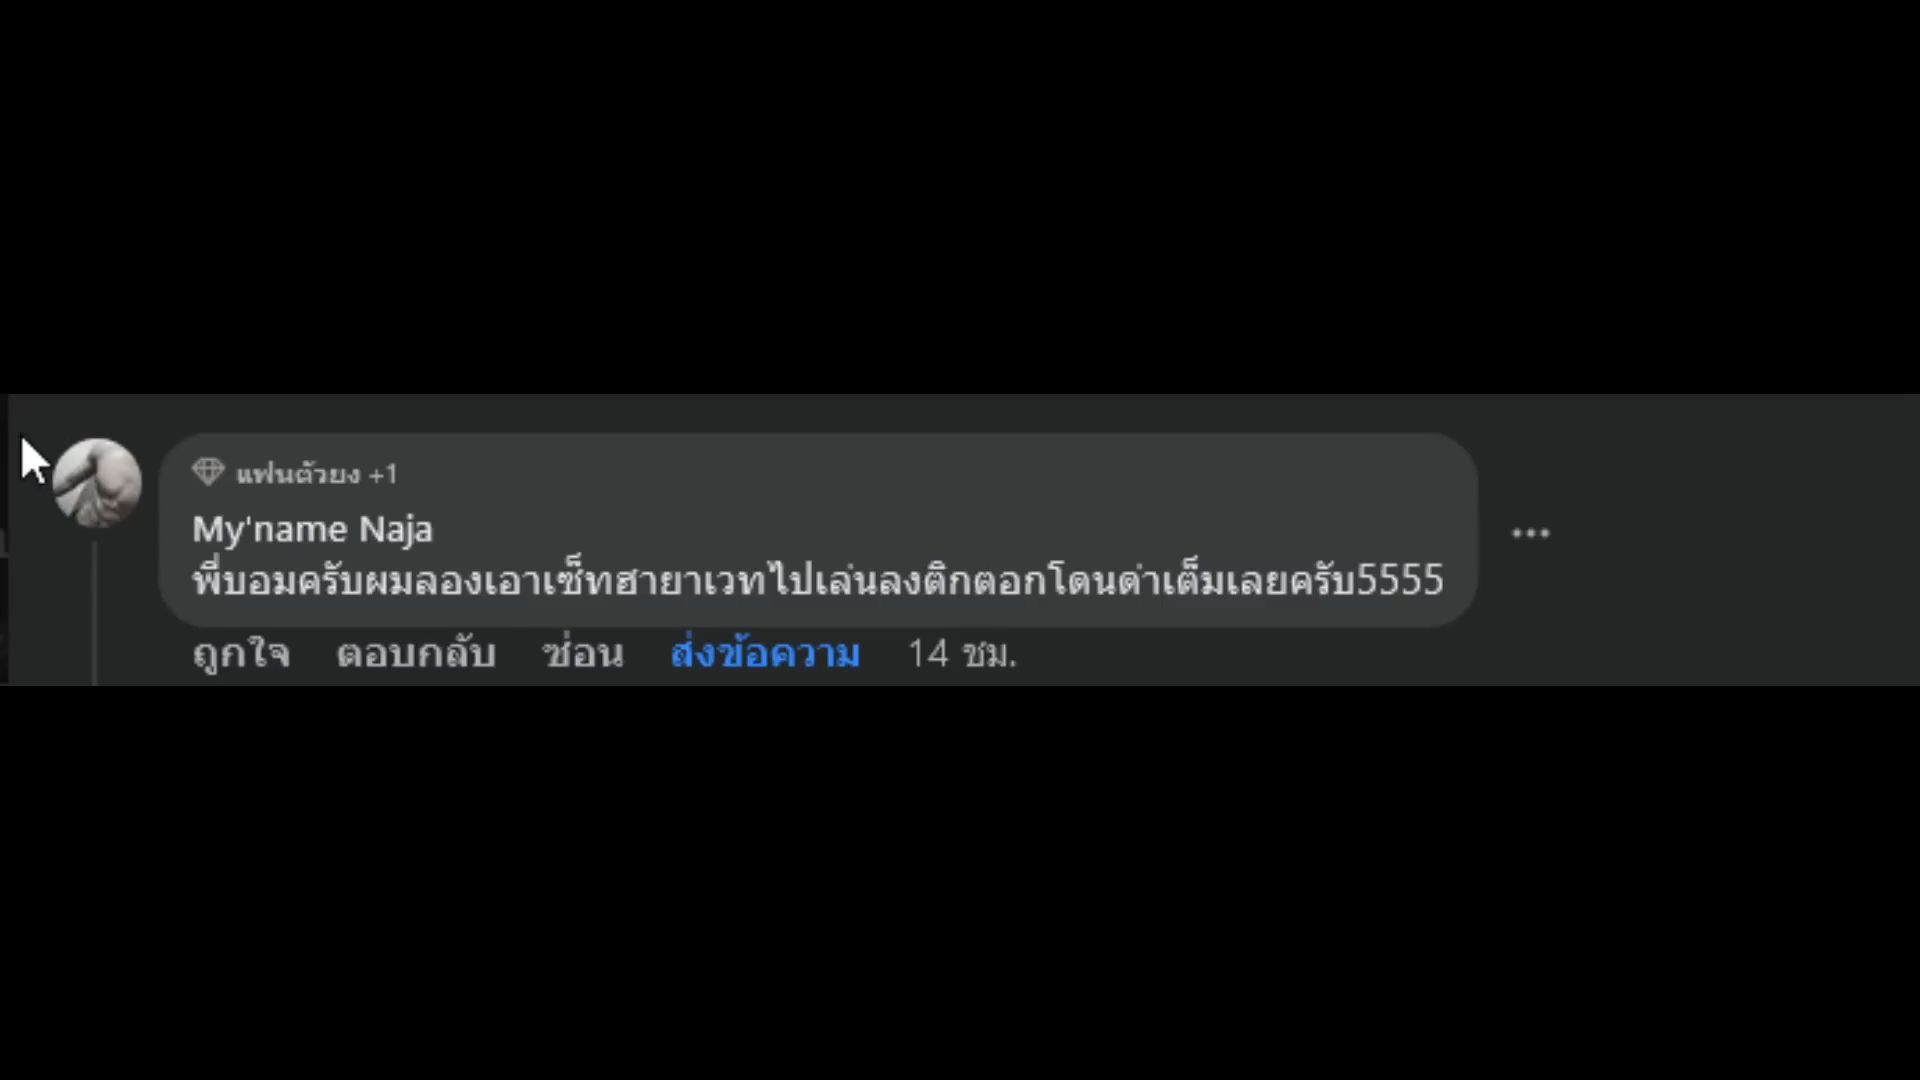 แฟนตัวยง +1
My'name Naja
พี่บอมครับผมลองเอาเซ็ทฮายาเวทไปเล่นลงติกตอกโดนด่าเต็มเลยครับ5555
ถูกใจ ตอบกลับ ซ่อน ส่งข้อความ 14 ชม.